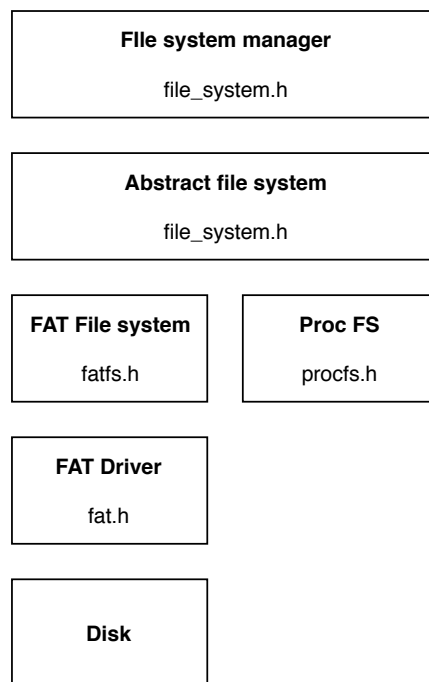 FIle system manager
file_system.h
Abstract file system
file_system.h
FAT File system
fatfs.h
Proc FS
procfs.h
FAT Driver
fat.h
Disk